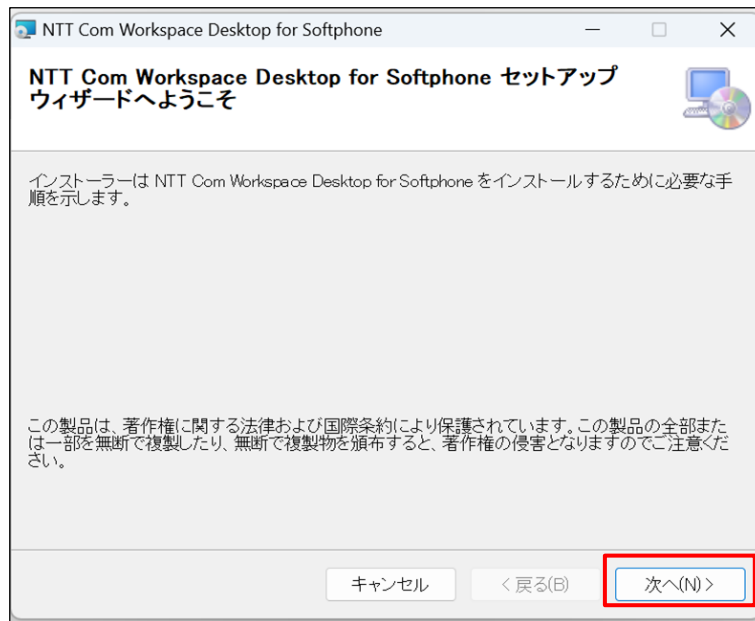 NTT Com Workspace Desktop for Softphone
NTT Com Workspace Desktop for Softphone セットアップ
ウィザードへようこそ
インストーラーは NTT Com Workspace Desktop for Softphone をインストールするために必要な手
順を示します。
この製品は、著作権に関する法律および国際条約により保護されています。この製品の全部また
は一部を無断で複製したり、無断で複製物を頒布すると、著作権の侵害となりますのでご注意くだ
さい。
キャンセル
< 戻る(B)
次へ(N) >